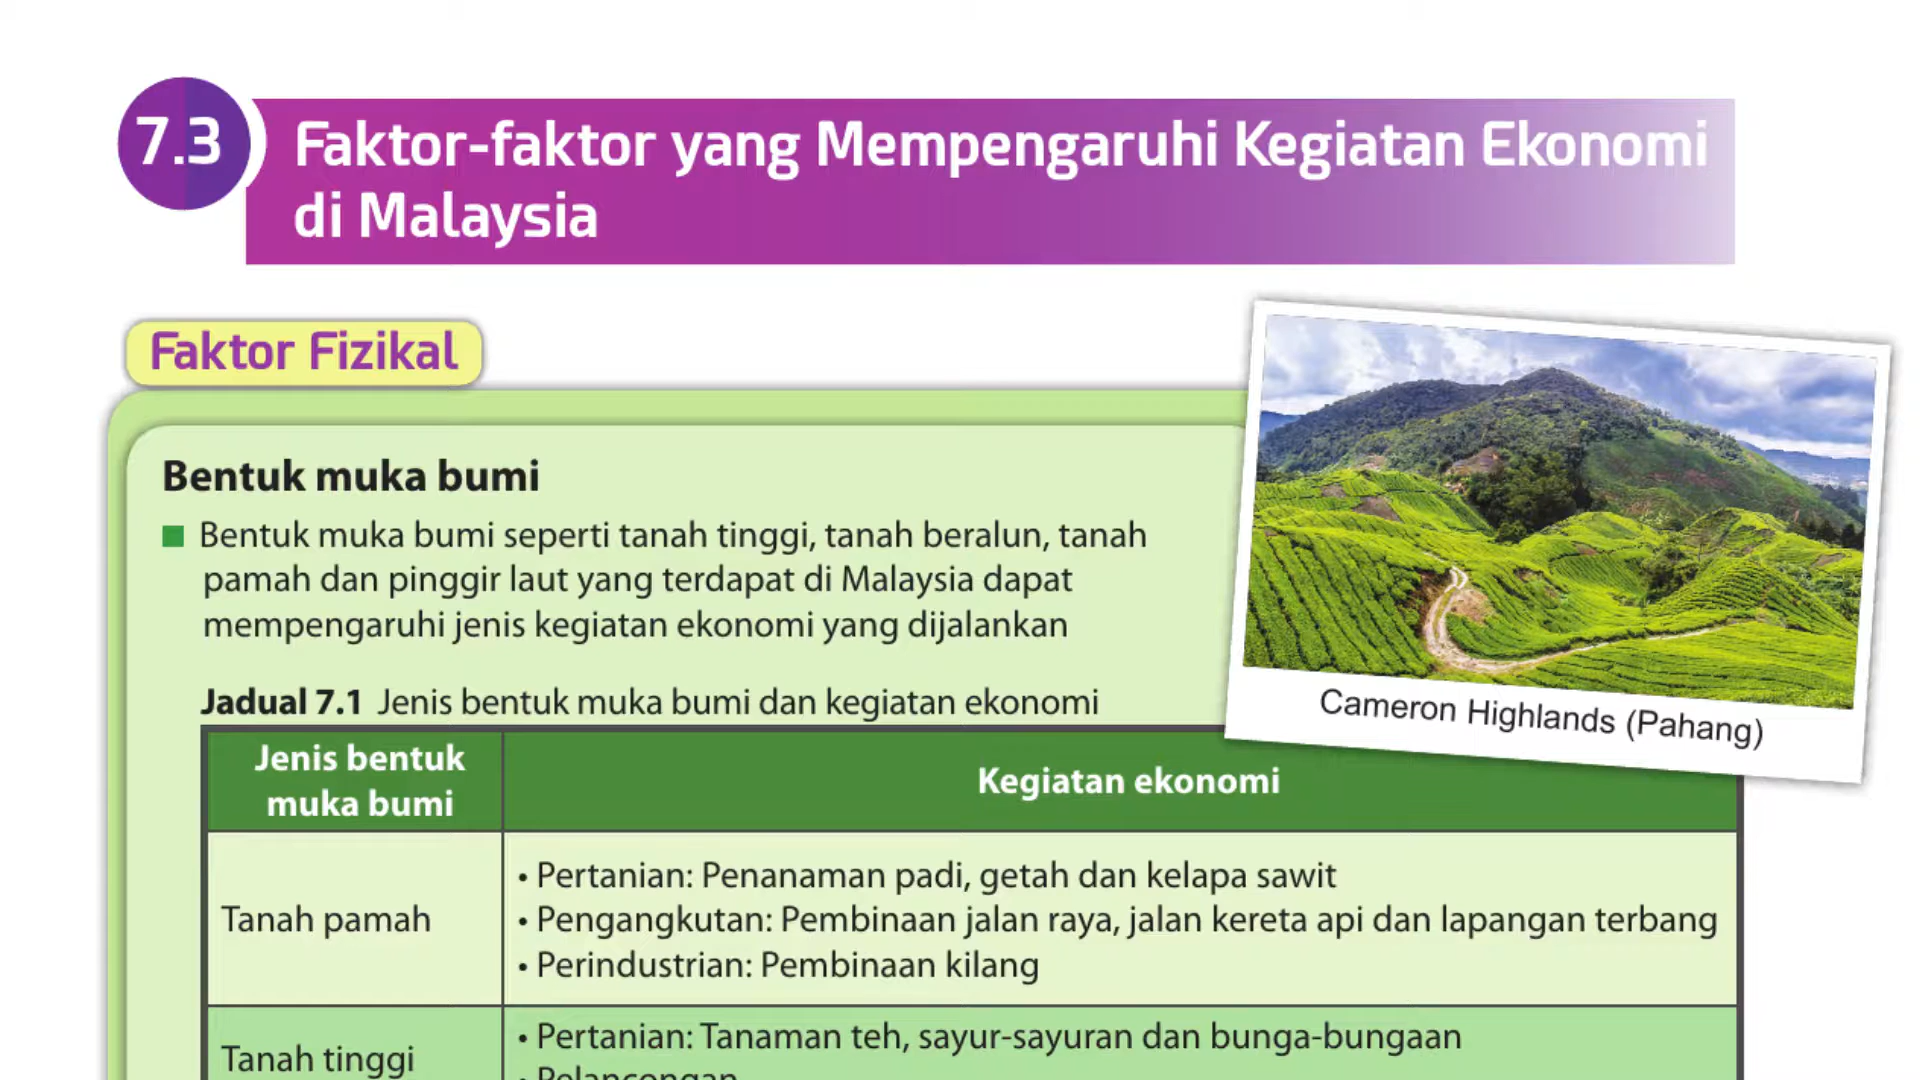 7.3
Faktor-faktor yang Mempengaruhi Kegiatan Ekonomi
di Malaysia
Faktor Fizikal
Bentuk muka bumi
Bentuk muka bumi seperti tanah tinggi, tanah beralun, tanah
pamah dan pinggir laut yang terdapat di Malaysia dapat
mempengaruhi jenis kegiatan ekonomi yang dijalankan
Cameron Highlands (Pahang)
Jadual 7.1 Jenis bentuk muka bumi dan kegiatan ekonomi
Jenis bentuk
muka bumi
Kegiatan ekonomi
Tanah pamah
• Pertanian: Penanaman padi, getah dan kelapa sawit
• Pengangkutan: Pembinaan jalan raya, jalan kereta api dan lapangan terbang
• Perindustrian: Pembinaan kilang
Tanah tinggi
• Pertanian: Tanaman teh, sayur-sayuran dan bunga-bungaan
• Pelancongan